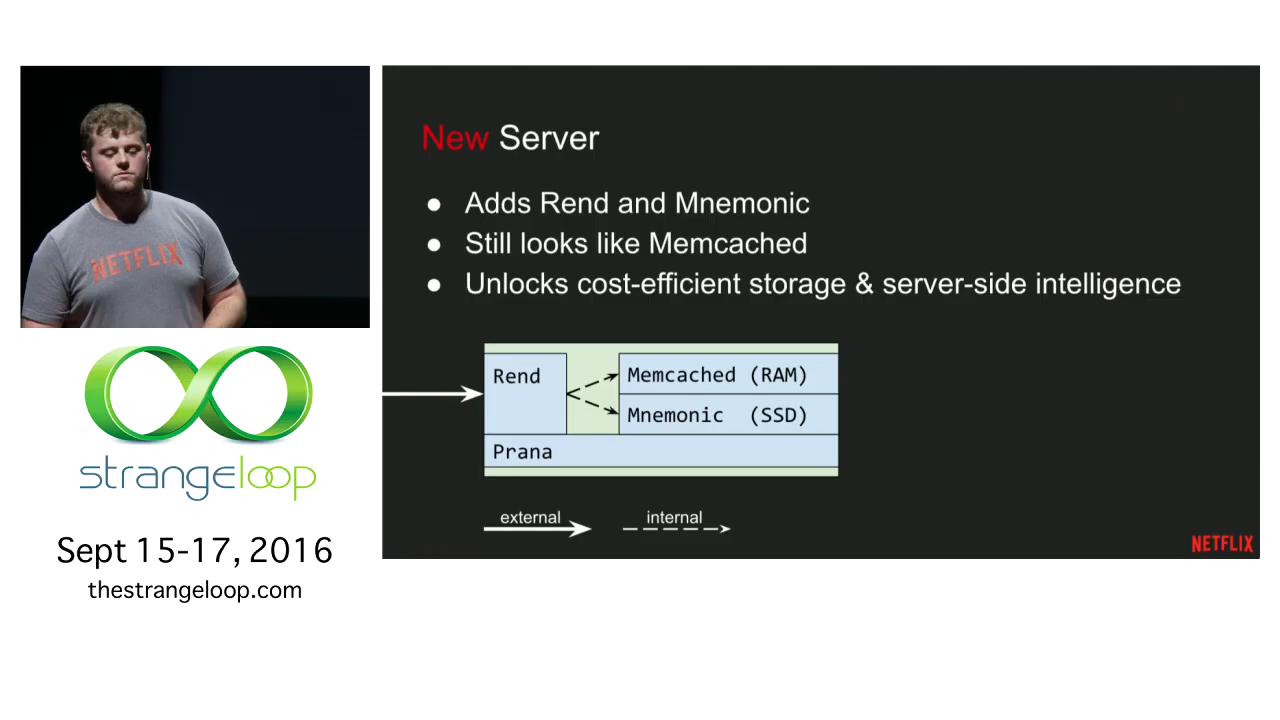 NETFLIX
strangeloop
Sept 15-17, 2016
thestrangeloop.com
New Server
● Adds Rend and Mnemonic
● Still looks like Memcached
● Unlocks cost-efficient storage & server-side intelligence
Rend
Memcached (RAM)
Mnemonic (SSD)
Prana
external
internal
NETFLIX